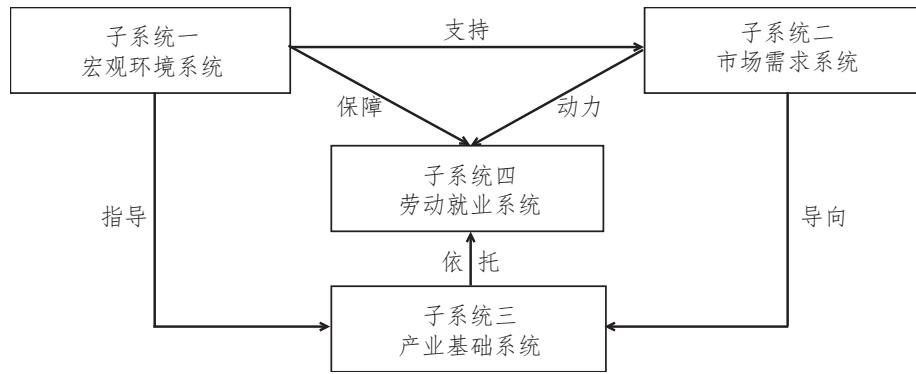 子系统一
宏观环境系统
支持
子系统二
市场需求系统
保障
动力
子系统四
劳动就业系统
指导
导向
依托
子系统三
产业基础系统